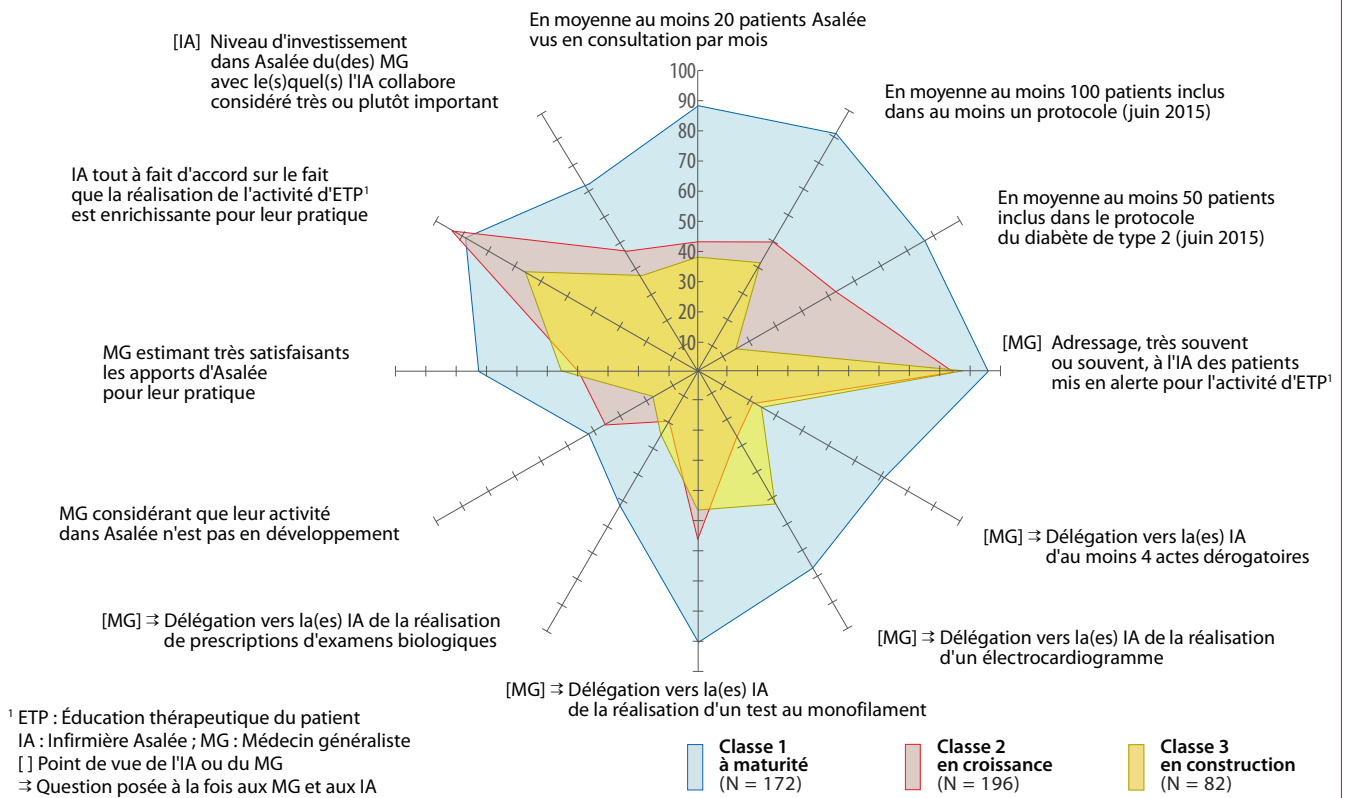 En moyenne au moins 20 patients Asalée
vus en consultation par mois
[IA] Niveau d'investissement
dans Asalée du(des) MG
avec le(s)quel(s) l'IA collabore
considéré très ou plutôt important
100
90
80
70
60
50
40
30
20
10
En moyenne au moins 100 patients inclus
dans au moins un protocole (juin 2015)
IA tout à fait d'accord sur le fait
que la réalisation de l'activité d'ETP¹
est enrichissante pour leur pratique
En moyenne au moins 50 patients
inclus dans le protocole
du diabète de type 2 (juin 2015)
MG estimant très satisfaisants
les apports d'Asalée
pour leur pratique
[MG] Adressage, très souvent
ou souvent, à l'IA des patients
mis en alerte pour l'activité d'ETP¹
MG considérant que leur activité
dans Asalée n'est pas en développement
[MG] ⇉ Délégation vers la(es) IA
d'au moins 4 actes dérogatoires
[MG] ⇉ Délégation vers la(es) IA de la réalisation
de prescriptions d'examens biologiques
[MG] ⇉ Délégation vers la(es) IA de la réalisation
d'un électrocardiogramme
[MG] ⇉ Délégation vers la(es) IA
de la réalisation d'un test au monofilament
¹ ETP : Éducation thérapeutique du patient
IA : Infirmière Asalée ; MG : Médecin généraliste
[ ] Point de vue de l'IA ou du MG
⇉ Question posée à la fois aux MG et aux IA
Classe 1
à maturité
(N = 172)
Classe 2
en croissance
(N = 196)
Classe 3
en construction
(N = 82)